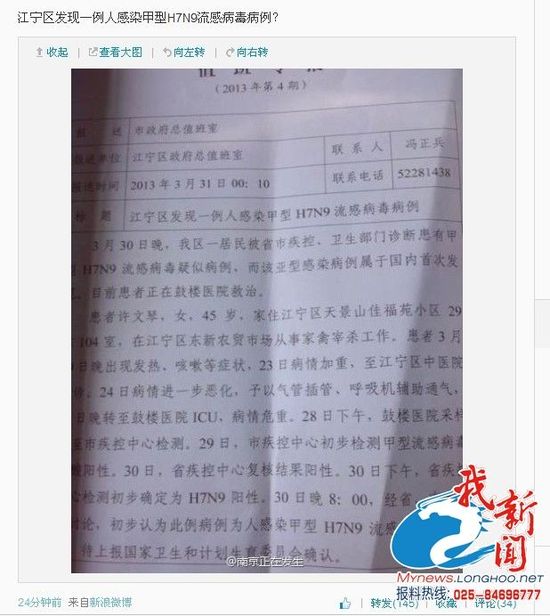 江宁区发现一例人感染甲型H7N9流感病毒病例?
收起 | 查看大图 向左转 向右转
(2013年第4期)
报 送 市政府总值班室
报送单位 江宁区政府总值班室 联 系 人 冯正兵
报送时间 2013年3月31日00:10 联系电话 52281438
标 题 江宁区发现一例人感染甲型H7N9流感病毒病例
3月30日晚,我区一居民被省市疾控、卫生部门诊断患有甲
H7N9流感病毒疑似病例,而该亚型感染病例属于国内首次发
。目前患者正在鼓楼医院救治。
患者许文琴,女,45岁,家住江宁区天景山佳福苑小区29
104室,在江宁区东新农贸市场从事家禽宰杀工作。患者3月
日晚出现发热、咳嗽等症状,23日病情加重,至江宁区中医院
。24日病情进一步恶化,予以气管插管、呼吸机辅助通气,
日晚转至鼓楼医院ICU,病情危重。28日下午,鼓楼医院采样
至市疾控中心检测。29日,市疾控中心初步检测甲型流感病毒
酸阳性。30日,省疾控中心复核结果阳性。30日下午,省疾
心检测初步确定为H7N9阳性。30日晚8:00,经省
讨论,初步认为此例病例为人感染甲型H7N9流感
待上报国家卫生和计划生育委员会确认。
@南京正在发生
我新闻
Mynews.LONGHOO.NET
报料热线:025-84696777
24分钟前 来自新浪微博 | 转发(145) | 收藏 | 评论(34)